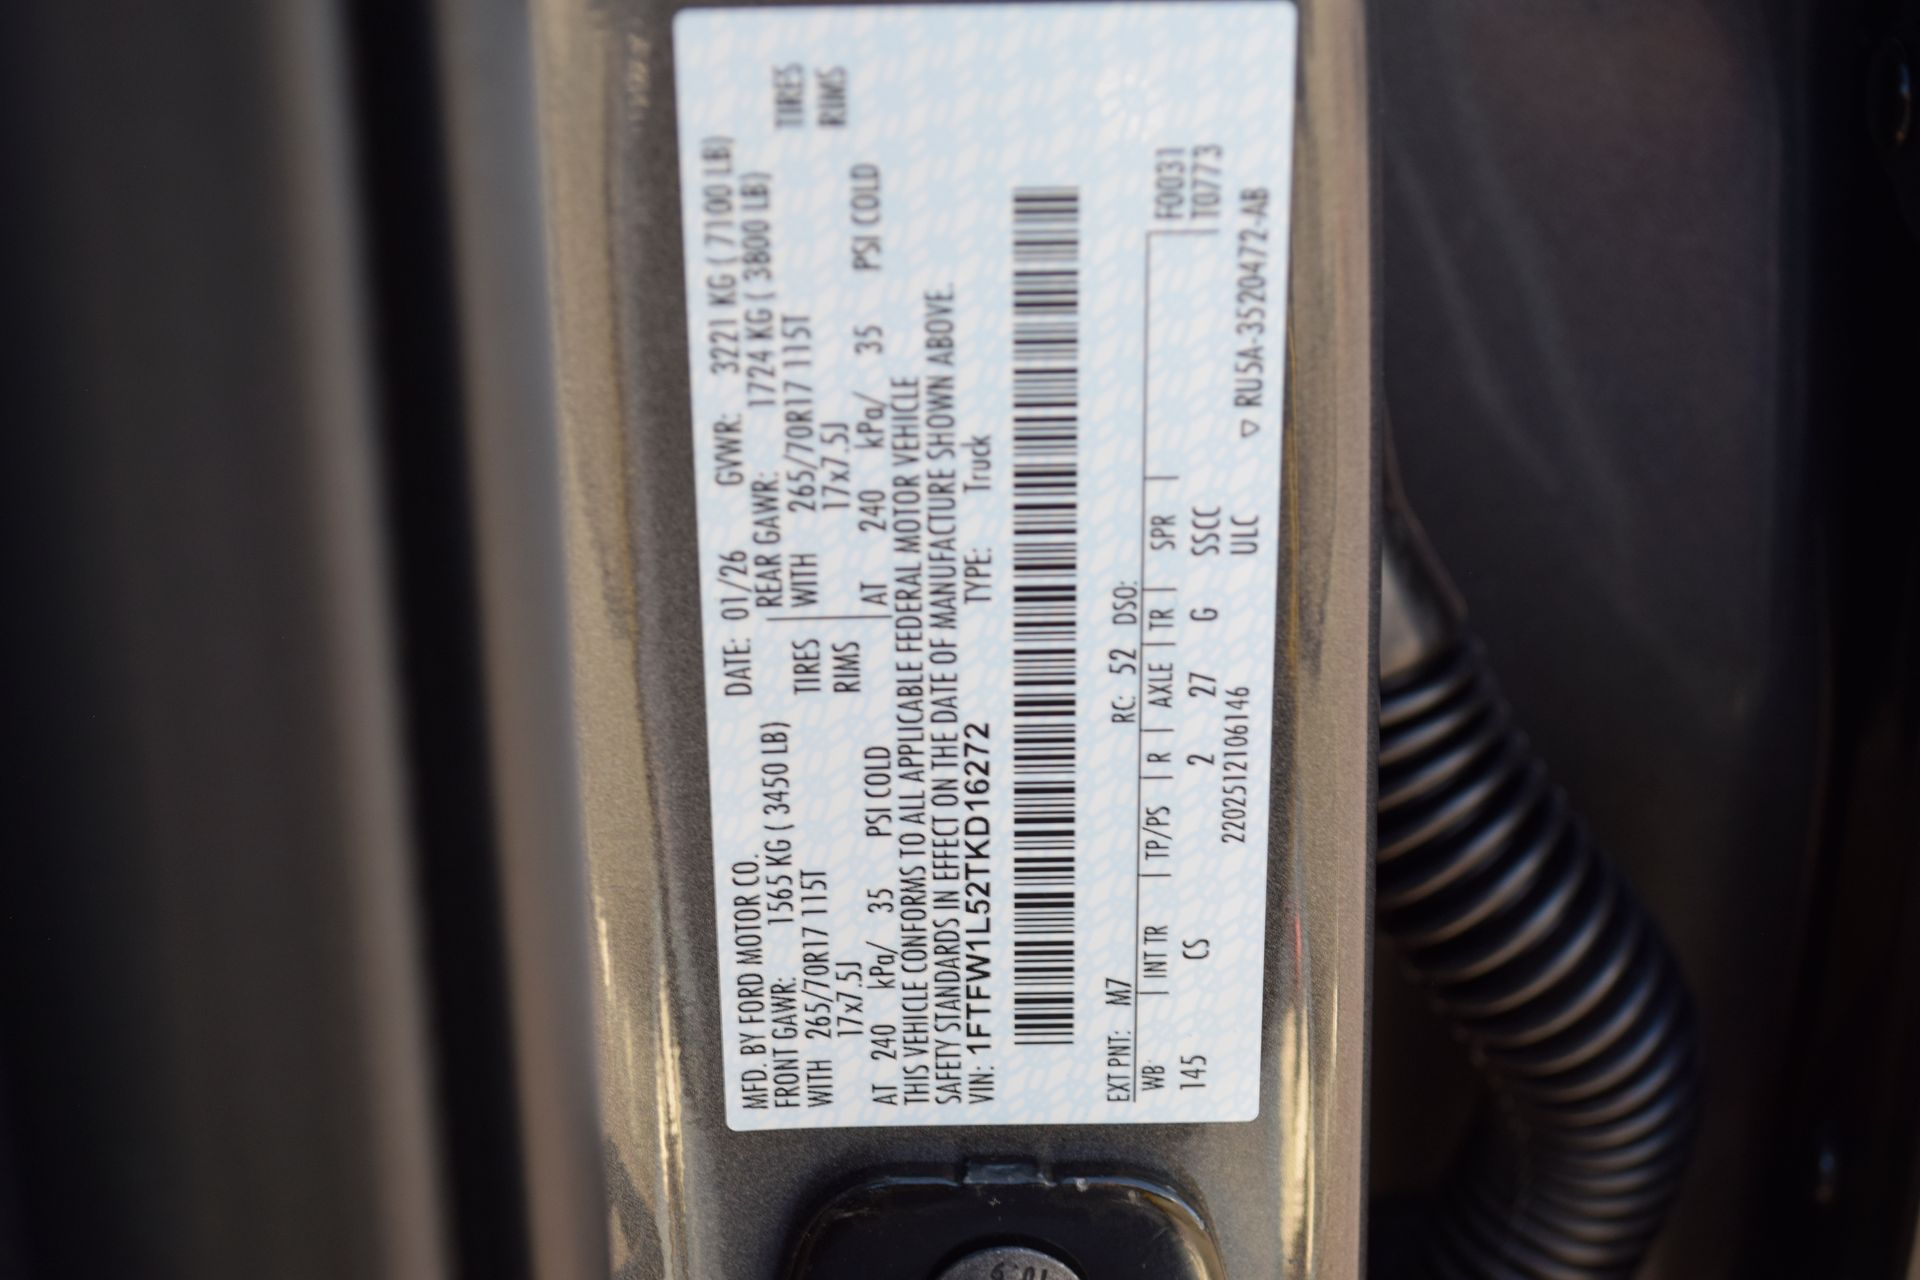 MFD. BY FORD MOTOR CO. DATE: 01/26 GVWR: 3221 KG ( 7100 LB)
FRONT GAWR: 1565 KG ( 3450 LB) REAR GAWR: 1724 KG ( 3800 LB)
WITH 265/70R17 115T TIRES WITH 265/70R17 115T TIRES
17x7.5J RIMS 17x7.5J RIMS
AT 240 kPa/ 35 PSI COLD AT 240 kPa/ 35 PSI COLD
THIS VEHICLE CONFORMS TO ALL APPLICABLE FEDERAL MOTOR VEHICLE
SAFETY STANDARDS IN EFFECT ON THE DATE OF MANUFACTURE SHOWN ABOVE.
VIN: 1FTFW1L52TKD16272 TYPE: Truck
EXT PNT: M7 RC: 52 DSO:
WB | INT TR | TP/PS | R | AXLE | TR | SPR | F0031
145 CS 2 27 G SSCC T0773
2202512106146 ULC
▽ RU5A-3520472-AB